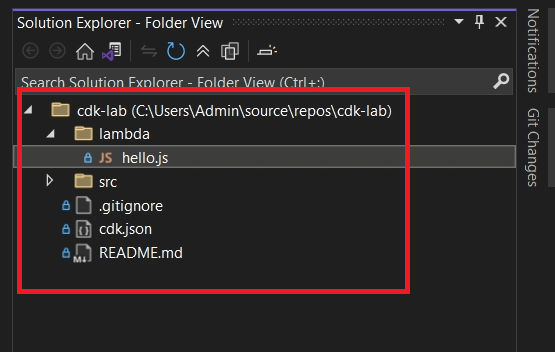 Solution Explorer - Folder View
Search Solution Explorer - Folder View (Ctrl+;)
cdk-lab (C:\Users\Admin\source\repos\cdk-lab)
lambda
JS hello.js
src
.gitignore
{} cdk.json
M↓ README.md
Notifications
Git Changes